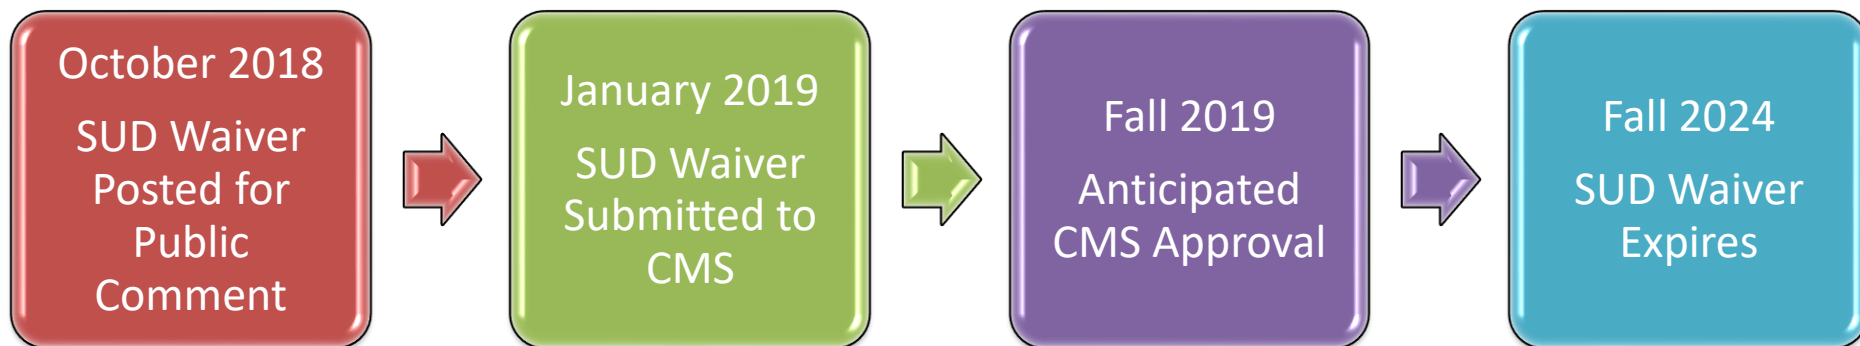 October 2018
SUD Waiver
Posted for
Public
Comment
January 2019
SUD Waiver
Submitted to
CMS
Fall 2019
Anticipated
CMS Approval
Fall 2024
SUD Waiver
Expires